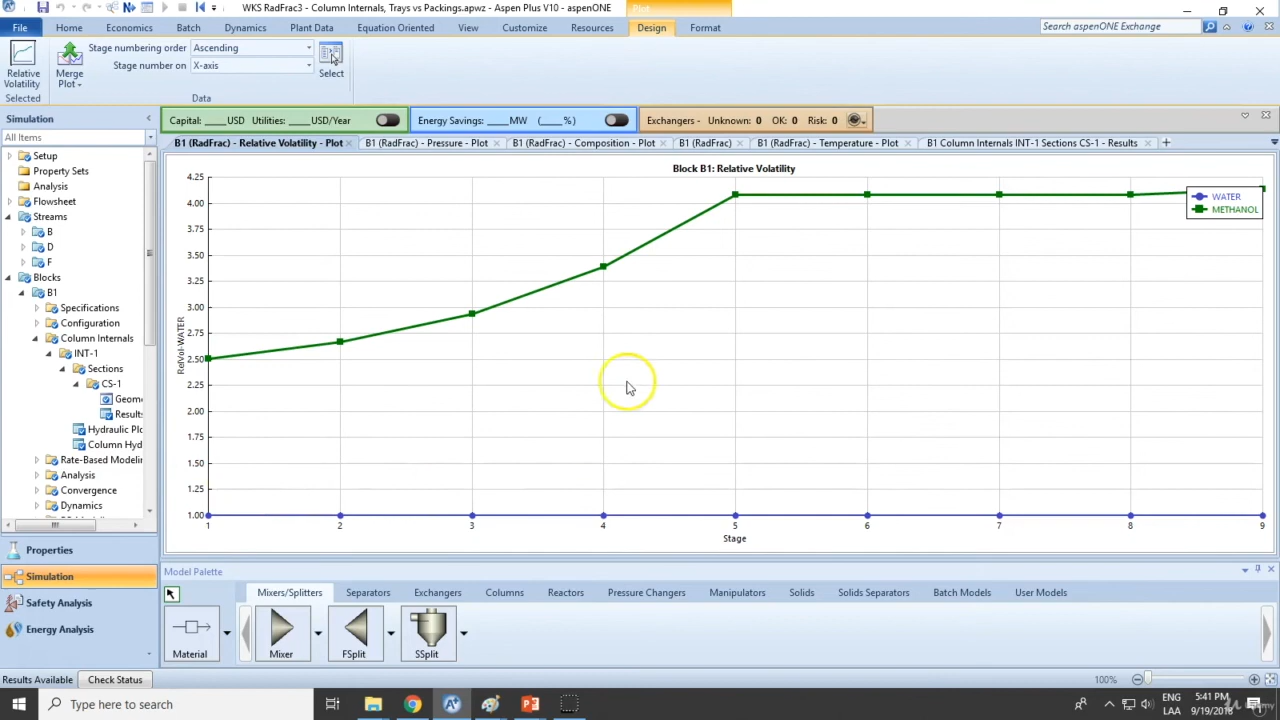 WKS RadFrac3 - Column Internals, Trays vs Packings.apwz - Aspen Plus V10 - aspenONE
Plot
File
Home
Economics
Batch
Dynamics
Plant Data
Equation Oriented
View
Customize
Resources
Design
Format
Search aspenONE Exchange
Relative Volatility
Selected
Merge Plot
Stage numbering order Ascending
Stage number on X-axis
Select
Data
Simulation
All Items
Capital: ____USD Utilities: ____USD/Year
Energy Savings: ____MW (____%)
Exchangers - Unknown: 0 OK: 0 Risk: 0
B1 (RadFrac) - Relative Volatility - Plot
B1 (RadFrac) - Pressure - Plot
B1 (RadFrac) - Composition - Plot
B1 (RadFrac)
B1 (RadFrac) - Temperature - Plot
B1 Column Internals INT-1 Sections CS-1 - Results
Setup
Property Sets
Analysis
Flowsheet
Streams
B
D
F
Blocks
B1
Specifications
Configuration
Column Internals
INT-1
Sections
CS-1
Geom
Results
Hydraulic Plo
Column Hyd
Rate-Based Modelin
Analysis
Convergence
Dynamics
Block B1: Relative Volatility
4.25
4.00
3.75
3.50
3.25
3.00
2.75
2.50
2.25
2.00
1.75
1.50
1.25
1.00
RelVol-WATER
1 2 3 4 5 6 7 8 9
Stage
WATER
METHANOL
Properties
Simulation
Safety Analysis
Energy Analysis
Model Palette
Mixers/Splitters
Separators
Exchangers
Columns
Reactors
Pressure Changers
Manipulators
Solids
Solids Separators
Batch Models
User Models
Material
Mixer
FSplit
SSplit
Results Available
Check Status
100%
Type here to search
ENG
LAA
5:41 PM